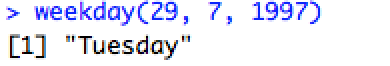 > weekday(29, 7, 1997)
[1] "Tuesday"